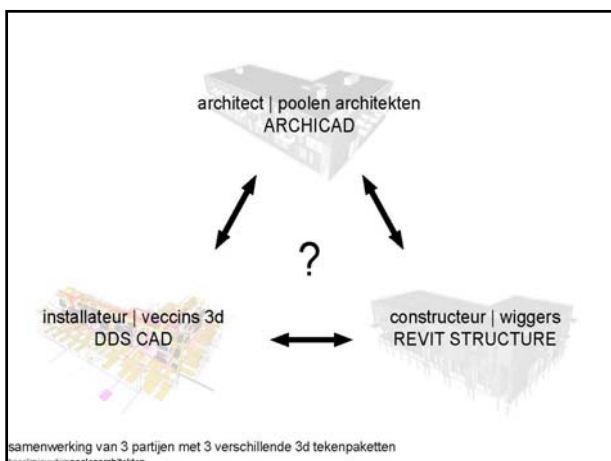 architect | poolen architekten
ARCHICAD
?
installateur | veccins 3d
DDS CAD
constructeur | wiggers
REVIT STRUCTURE
samenwerking van 3 partijen met 3 verschillende 3d tekenpaketten